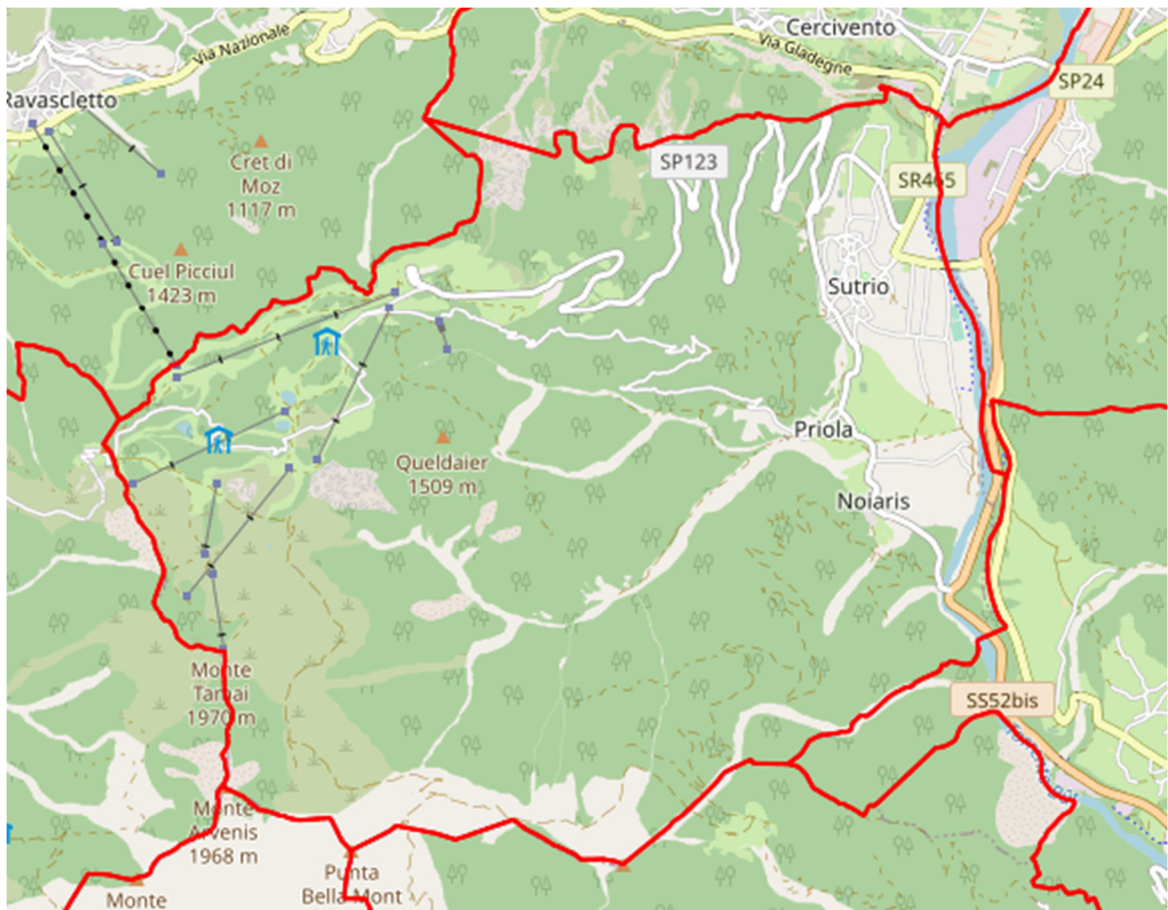 Cercivento
Via Nazionale
Via Gladegne
SP24
Ravascletto
Cret di
Moz
1117 m
SP123
SR465
Cuel Picciul
1423 m
Sutrio
Priola
Queldaier
1509 m
Noiaris
Monte
Tamai
1970 m
SS52bis
Monte
Arvenis
1968 m
Punta
Bella Mont
Monte